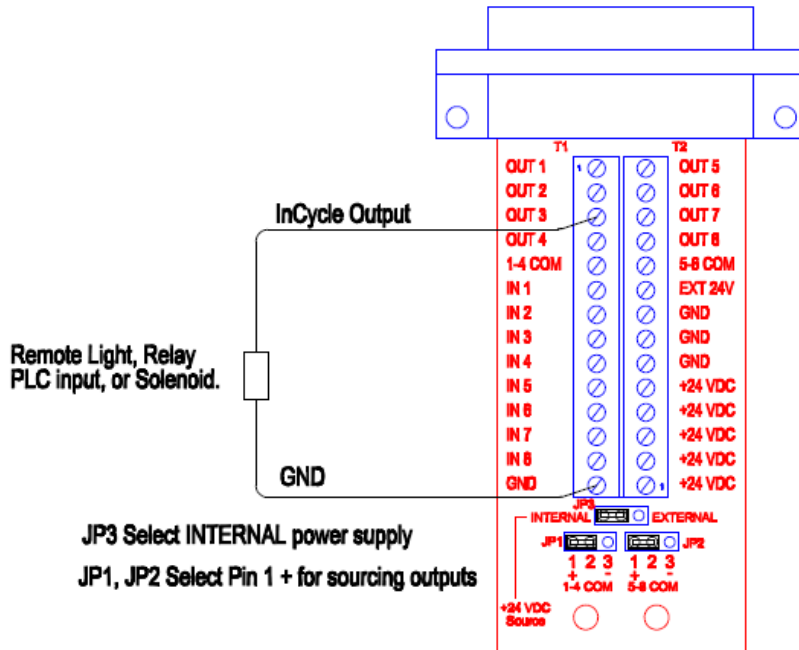 T1 T2
OUT 1 1 OUT 5
OUT 2 OUT 6
InCycle Output OUT 3 OUT 7
OUT 4 OUT 8
1-4 COM 5-8 COM
IN 1 EXT 24V
IN 2 GND
IN 3 GND
Remote Light, Relay IN 4 GND
PLC input, or Solenoid. IN 5 +24 VDC
IN 6 +24 VDC
IN 7 +24 VDC
IN 8 +24 VDC
GND GND 1 +24 VDC
JP3
INTERNAL EXTERNAL
JP3 Select INTERNAL power supply
JP1 JP2
1 2 3 1 2 3
JP1, JP2 Select Pin 1 + for sourcing outputs
+ - + -
1-4 COM 5-8 COM
+24 VDC
Source